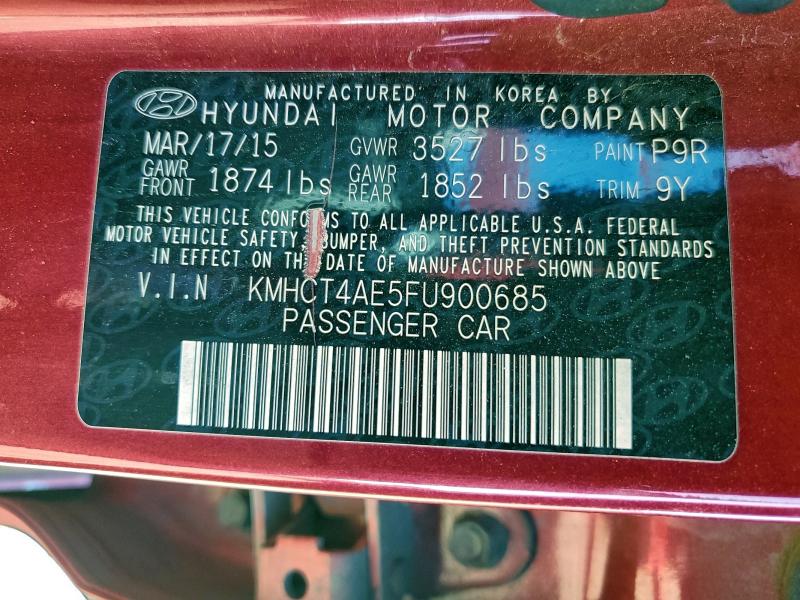 MANUFACTURED IN KOREA BY
HYUNDAI MOTOR COMPANY
MAR/17/15 GVWR 3527 lbs PAINT P9R
GAWR FRONT 1874 lbs GAWR REAR 1852 lbs TRIM 9Y
THIS VEHICLE TO ALL APPLICABLE U.S.A. FEDERAL
MOTOR VEHICLE SAFETY, BUMPER, AND THEFT PREVENTION STANDARDS
IN EFFECT ON THE DATE OF MANUFACTURE SHOWN ABOVE
V.I.N KMHCT4AE5FU900685
PASSENGER CAR